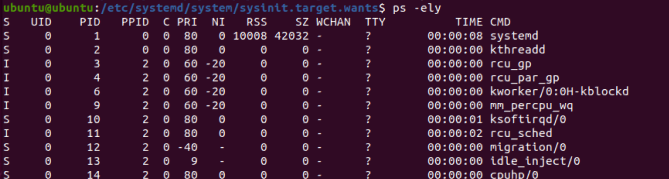 ubuntu@ubuntu:/etc/systemd/system/sysinit.target.wants$ ps -ely
S UID PID PPID C PRI NI RSS SZ WCHAN TTY TIME CMD
S 0 1 0 0 80 0 10008 42032 - ? 00:00:08 systemd
S 0 2 0 0 80 0 0 0 - ? 00:00:00 kthreadd
I 0 3 2 0 60 -20 0 0 - ? 00:00:00 rcu_gp
I 0 4 2 0 60 -20 0 0 - ? 00:00:00 rcu_par_gp
I 0 6 2 0 60 -20 0 0 - ? 00:00:00 kworker/0:0H-kblockd
I 0 9 2 0 60 -20 0 0 - ? 00:00:00 mm_percpu_wq
S 0 10 2 0 80 0 0 0 - ? 00:00:01 ksoftirqd/0
I 0 11 2 0 80 0 0 0 - ? 00:00:02 rcu_sched
S 0 12 2 0 -40 - 0 0 - ? 00:00:00 migration/0
S 0 13 2 0 9 - 0 0 - ? 00:00:00 idle_inject/0
S 0 14 2 0 80 0 0 0 - ? 00:00:00 cpuhp/0